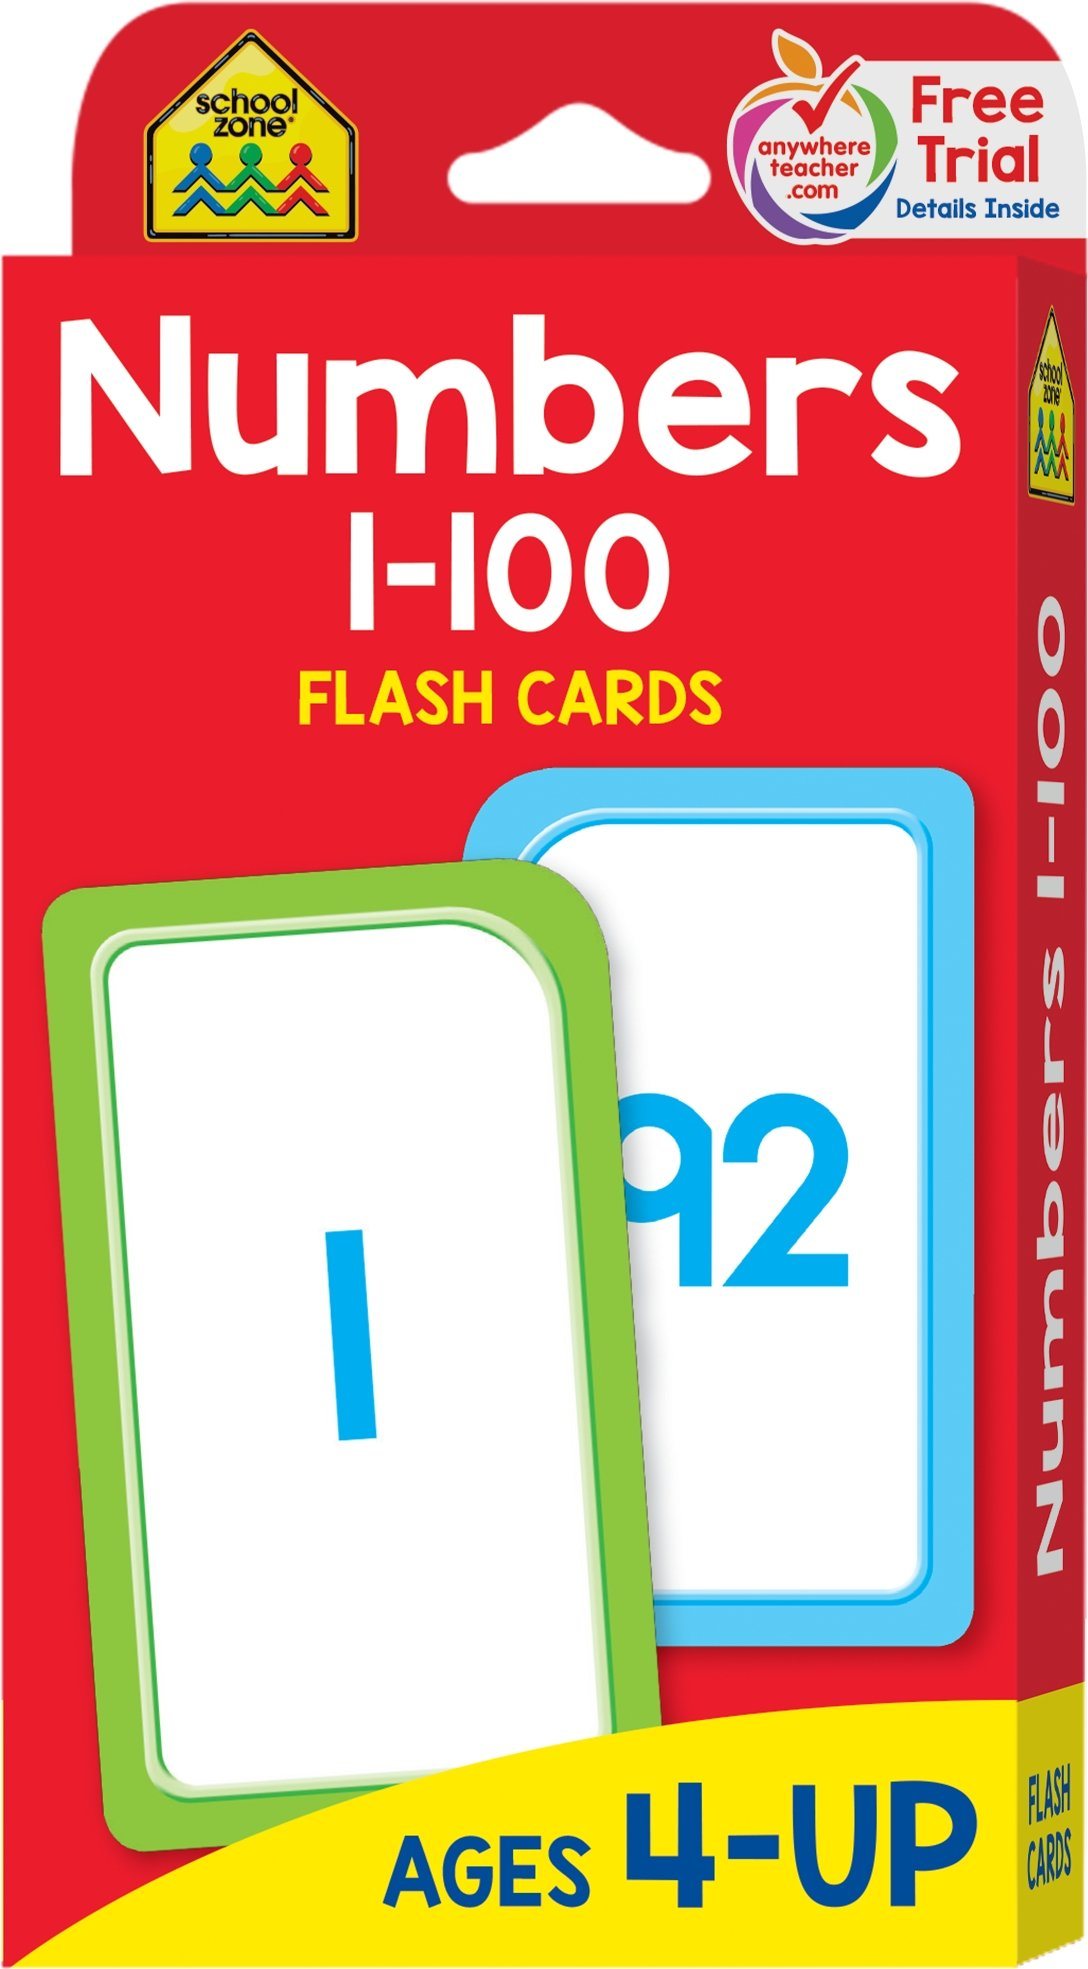 school
zone®
anywhere
teacher
.com
Free
Trial
Details Inside
Numbers
1-100
FLASH CARDS
1
92
AGES 4-UP
school
zone
Numbers 1-100
FLASH
CARDS